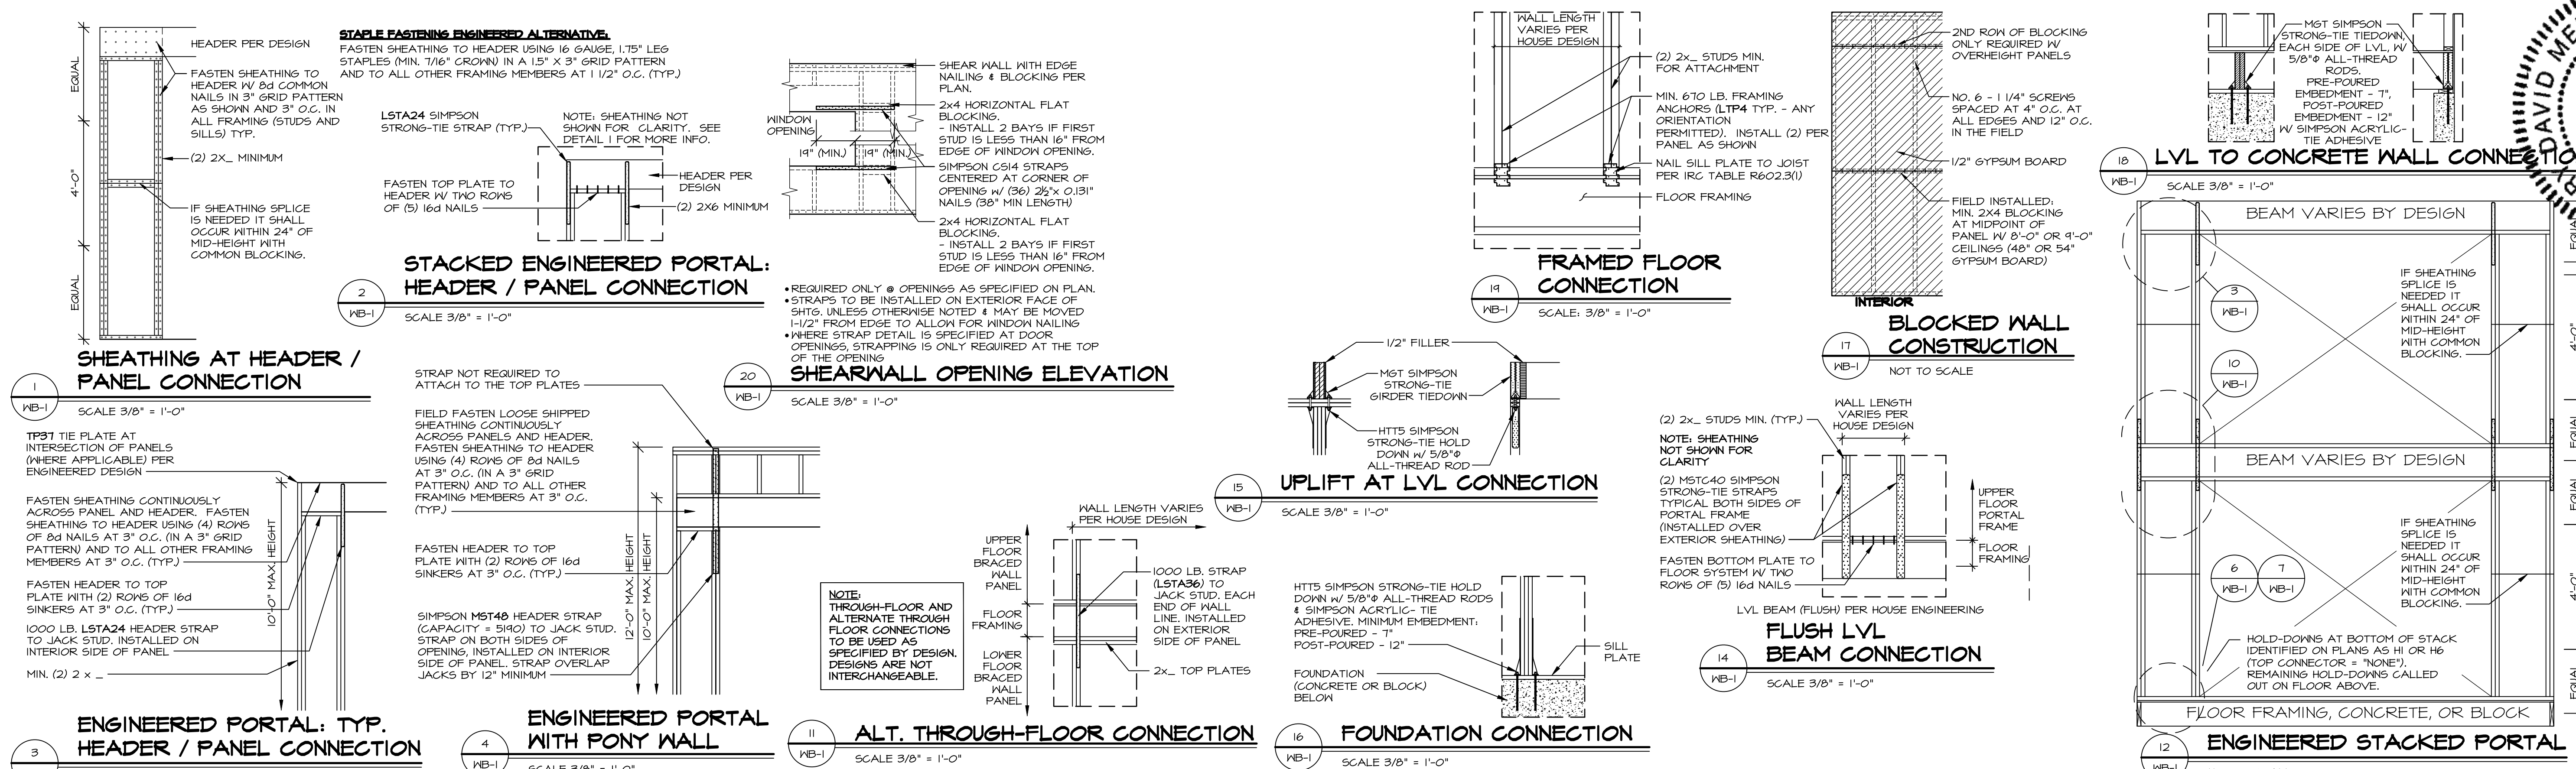 EQUAL
4'-0"
EQUAL
HEADER PER DESIGN
FASTEN SHEATHING TO
HEADER W/ 8d COMMON
NAILS IN 3" GRID PATTERN
AS SHOWN AND 3" O.C. IN
ALL FRAMING (STUDS AND
SILLS) TYP.
(2) 2X_ MINIMUM
IF SHEATHING SPLICE
IS NEEDED IT SHALL
OCCUR WITHIN 24" OF
MID-HEIGHT WITH
COMMON BLOCKING.
1
WB-1
SHEATHING AT HEADER /
PANEL CONNECTION
SCALE 3/8" = 1'-0"
STAPLE FASTENING ENGINEERED ALTERNATIVE:
FASTEN SHEATHING TO HEADER USING 16 GAUGE, 1.75" LEG
STAPLES (MIN. 7/16" CROWN) IN A 1.5" X 3" GRID PATTERN
AND TO ALL OTHER FRAMING MEMBERS AT 1 1/2" O.C. (TYP.)
LSTA24 SIMPSON
STRONG-TIE STRAP (TYP.)
NOTE: SHEATHING NOT
SHOWN FOR CLARITY. SEE
DETAIL 1 FOR MORE INFO.
FASTEN TOP PLATE TO
HEADER W/ TWO ROWS
OF (5) 16d NAILS
HEADER PER
DESIGN
(2) 2X6 MINIMUM
2
WB-1
STACKED ENGINEERED PORTAL:
HEADER / PANEL CONNECTION
SCALE 3/8" = 1'-0"
WINDOW
OPENING
19" (MIN.)
19" (MIN.)
SHEAR WALL WITH EDGE
NAILING & BLOCKING PER
PLAN.
2x4 HORIZONTAL FLAT
BLOCKING.
- INSTALL 2 BAYS IF FIRST
STUD IS LESS THAN 16" FROM
EDGE OF WINDOW OPENING.
SIMPSON CS14 STRAPS
CENTERED AT CORNER OF
OPENING W/ (36) 2½"x 0.131"
NAILS (38" MIN LENGTH)
2x4 HORIZONTAL FLAT
BLOCKING.
- INSTALL 2 BAYS IF FIRST
STUD IS LESS THAN 16" FROM
EDGE OF WINDOW OPENING.
•REQUIRED ONLY @ OPENINGS AS SPECIFIED ON PLAN.
•STRAPS TO BE INSTALLED ON EXTERIOR FACE OF
SHTG. UNLESS OTHERWISE NOTED & MAY BE MOVED
1-1/2" FROM EDGE TO ALLOW FOR WINDOW NAILING
•WHERE STRAP DETAIL IS SPECIFIED AT DOOR
OPENINGS, STRAPPING IS ONLY REQUIRED AT THE TOP
OF THE OPENING
20
WB-1
SHEARWALL OPENING ELEVATION
SCALE 3/8" = 1'-0"
TP37 TIE PLATE AT
INTERSECTION OF PANELS
(WHERE APPLICABLE) PER
ENGINEERED DESIGN
FASTEN SHEATHING CONTINUOUSLY
ACROSS PANEL AND HEADER. FASTEN
SHEATHING TO HEADER USING (4) ROWS
OF 8d NAILS AT 3" O.C. (IN A 3" GRID
PATTERN) AND TO ALL OTHER FRAMING
MEMBERS AT 3" O.C. (TYP.)
FASTEN HEADER TO TOP
PLATE WITH (2) ROWS OF 16d
SINKERS AT 3" O.C. (TYP.)
1000 LB. LSTA24 HEADER STRAP
TO JACK STUD. INSTALLED ON
INTERIOR SIDE OF PANEL
MIN. (2) 2 x _
10'-0" MAX. HEIGHT
3
ENGINEERED PORTAL: TYP.
HEADER / PANEL CONNECTION
STRAP NOT REQUIRED TO
ATTACH TO THE TOP PLATES
FIELD FASTEN LOOSE SHIPPED
SHEATHING CONTINUOUSLY
ACROSS PANELS AND HEADER.
FASTEN SHEATHING TO HEADER
USING (4) ROWS OF 8d NAILS
AT 3" O.C. (IN A 3" GRID
PATTERN) AND TO ALL OTHER
FRAMING MEMBERS AT 3" O.C.
(TYP.)
FASTEN HEADER TO TOP
PLATE WITH (2) ROWS OF 16d
SINKERS AT 3" O.C. (TYP.)
SIMPSON MST48 HEADER STRAP
(CAPACITY = 5190) TO JACK STUD.
STRAP ON BOTH SIDES OF
OPENING, INSTALLED ON INTERIOR
SIDE OF PANEL. STRAP OVERLAP
JACKS BY 12" MINIMUM
12'-0" MAX. HEIGHT
10'-0" MAX. HEIGHT
4
WB-1
ENGINEERED PORTAL
WITH PONY WALL
SCALE 3/8" = 1'-0"
NOTE:
THROUGH-FLOOR AND
ALTERNATE THROUGH
FLOOR CONNECTIONS
TO BE USED AS
SPECIFIED BY DESIGN.
DESIGNS ARE NOT
INTERCHANGEABLE.
WALL LENGTH VARIES
PER HOUSE DESIGN
UPPER
FLOOR
BRACED
WALL
PANEL
FLOOR
FRAMING
LOWER
FLOOR
BRACED
WALL
PANEL
1000 LB. STRAP
(LSTA36) TO
JACK STUD. EACH
END OF WALL
LINE. INSTALLED
ON EXTERIOR
SIDE OF PANEL
2x_ TOP PLATES
11
WB-1
ALT. THROUGH-FLOOR CONNECTION
SCALE 3/8" = 1'-0"
1/2" FILLER
MGT SIMPSON
STRONG-TIE
GIRDER TIEDOWN
HTT5 SIMPSON
STRONG-TIE HOLD
DOWN W/ 5/8"Φ
ALL-THREAD ROD
15
WB-1
UPLIFT AT LVL CONNECTION
SCALE 3/8" = 1'-0"
HTT5 SIMPSON STRONG-TIE HOLD
DOWN W/ 5/8"Φ ALL-THREAD RODS
& SIMPSON ACRYLIC- TIE
ADHESIVE. MINIMUM EMBEDMENT:
PRE-POURED - 7"
POST-POURED - 12"
FOUNDATION
(CONCRETE OR BLOCK)
BELOW
SILL
PLATE
16
WB-1
FOUNDATION CONNECTION
SCALE 3/8" = 1'-0"
WALL LENGTH
VARIES PER
HOUSE DESIGN
(2) 2x_ STUDS MIN.
FOR ATTACHMENT
MIN. 670 LB. FRAMING
ANCHORS (LTP4 TYP. - ANY
ORIENTATION
PERMITTED). INSTALL (2) PER
PANEL AS SHOWN
NAIL SILL PLATE TO JOIST
PER IRC TABLE R602.3(1)
FLOOR FRAMING
19
WB-1
FRAMED FLOOR
CONNECTION
SCALE: 3/8" = 1'-0"
2ND ROW OF BLOCKING
ONLY REQUIRED W/
OVERHEIGHT PANELS
NO. 6 - 1 1/4" SCREWS
SPACED AT 4" O.C. AT
ALL EDGES AND 12" O.C.
IN THE FIELD
1/2" GYPSUM BOARD
FIELD INSTALLED:
MIN. 2X4 BLOCKING
AT MIDPOINT OF
PANEL W/ 8'-0" OR 9'-0"
CEILINGS (48" OR 54"
GYPSUM BOARD)
INTERIOR
17
WB-1
BLOCKED WALL
CONSTRUCTION
NOT TO SCALE
(2) 2x_ STUDS MIN. (TYP.)
NOTE: SHEATHING
NOT SHOWN FOR
CLARITY
(2) MSTC40 SIMPSON
STRONG-TIE STRAPS
TYPICAL BOTH SIDES OF
PORTAL FRAME
(INSTALLED OVER
EXTERIOR SHEATHING)
FASTEN BOTTOM PLATE TO
FLOOR SYSTEM W/ TWO
ROWS OF (5) 16d NAILS
WALL LENGTH
VARIES PER
HOUSE DESIGN
UPPER
FLOOR
PORTAL
FRAME
FLOOR
FRAMING
LVL BEAM (FLUSH) PER HOUSE ENGINEERING
14
WB-1
FLUSH LVL
BEAM CONNECTION
SCALE 3/8" = 1'-0"
MGT SIMPSON
STRONG-TIE TIEDOWN,
EACH SIDE OF LVL, W/
5/8"Φ ALL-THREAD
RODS.
PRE-POURED
EMBEDMENT - 7",
POST-POURED
EMBEDMENT - 12"
W/ SIMPSON ACRYLIC-
TIE ADHESIVE
18
WB-1
LVL TO CONCRETE WALL CONNECTIO
SCALE 3/8" = 1'-0"
BY DAVID ME
BEAM VARIES BY DESIGN
3
WB-1
10
WB-1
IF SHEATHING
SPLICE IS
NEEDED IT
SHALL OCCUR
WITHIN 24" OF
MID-HEIGHT
WITH COMMON
BLOCKING.
BEAM VARIES BY DESIGN
6
WB-1
7
WB-1
IF SHEATHING
SPLICE IS
NEEDED IT
SHALL OCCUR
WITHIN 24" OF
MID-HEIGHT
WITH COMMON
BLOCKING.
HOLD-DOWNS AT BOTTOM OF STACK
IDENTIFIED ON PLANS AS H1 OR H6
(TOP CONNECTOR = "NONE").
REMAINING HOLD-DOWNS CALLED
OUT ON FLOOR ABOVE.
FLOOR FRAMING, CONCRETE, OR BLOCK
EQUAL
4'-0"
EQUAL
EQUAL
4'-0"
EQUAL
12
WB-1
ENGINEERED STACKED PORTAL